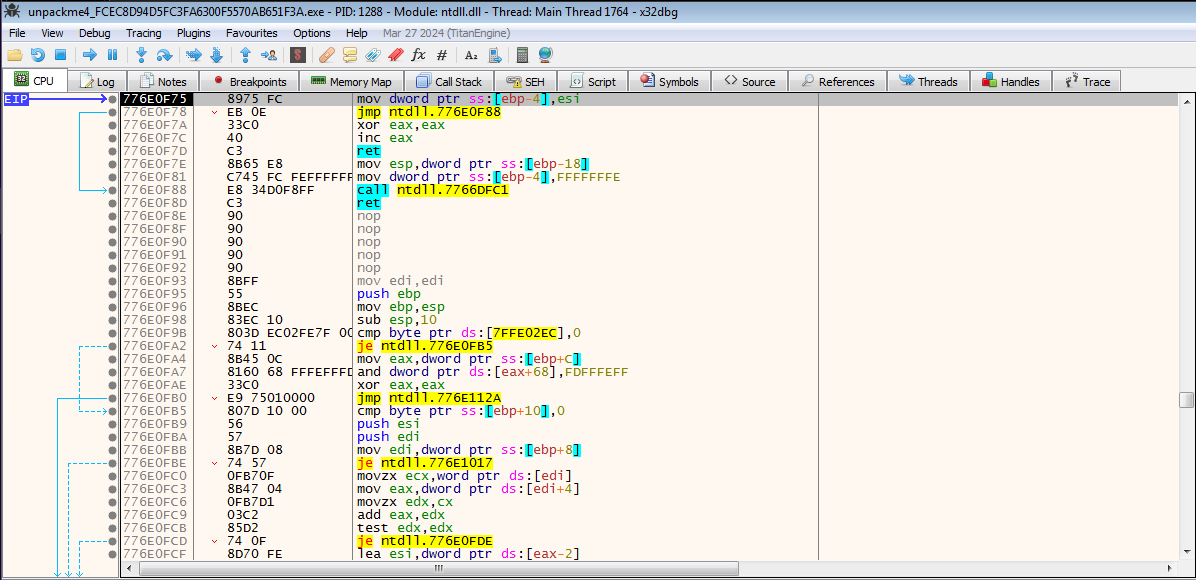 unpackme4_FCEC8D94D5FC3FA6300F5570AB651F3A.exe - PID: 1288 - Module: ntdll.dll - Thread: Main Thread 1764 - x32dbg
File View Debug Tracing Plugins Favourites Options Help Mar 27 2024 (TitanEngine)
CPU Log Notes Breakpoints Memory Map Call Stack SEH Script Symbols Source References Threads Handles Trace
EIP 776E0F75 8975 FC mov dword ptr ss:[ebp-4],esi
776E0F78 EB 0E jmp ntdll.776E0F88
776E0F7A 33C0 xor eax,eax
776E0F7C 40 inc eax
776E0F7D C3 ret
776E0F7E 8B65 E8 mov esp,dword ptr ss:[ebp-18]
776E0F81 C745 FC FEFFFFFF mov dword ptr ss:[ebp-4],FFFFFFFE
776E0F88 E8 34D0F8FF call ntdll.7766DFC1
776E0F8D C3 ret
776E0F8E 90 nop
776E0F8F 90 nop
776E0F90 90 nop
776E0F91 90 nop
776E0F92 90 nop
776E0F93 8BFF mov edi,edi
776E0F95 55 push ebp
776E0F96 8BEC mov ebp,esp
776E0F98 83EC 10 sub esp,10
776E0F9B 803D EC02FE7F 00 cmp byte ptr ds:[7FFE02EC],0
776E0FA2 74 11 je ntdll.776E0FB5
776E0FA4 8B45 0C mov eax,dword ptr ss:[ebp+C]
776E0FA7 8160 68 FFFEFFFD and dword ptr ds:[eax+68],FDFFFEFF
776E0FAE 33C0 xor eax,eax
776E0FB0 E9 75010000 jmp ntdll.776E112A
776E0FB5 807D 10 00 cmp byte ptr ss:[ebp+10],0
776E0FB9 56 push esi
776E0FBA 57 push edi
776E0FBB 8B7D 08 mov edi,dword ptr ss:[ebp+8]
776E0FBE 74 57 je ntdll.776E1017
776E0FC0 0FB70F movzx ecx,word ptr ds:[edi]
776E0FC3 8B47 04 mov eax,dword ptr ds:[edi+4]
776E0FC6 0FB7D1 movzx edx,cx
776E0FC9 03C2 add eax,edx
776E0FCB 85D2 test edx,edx
776E0FCD 74 0F je ntdll.776E0FDE
776E0FCF 8D70 FE lea esi,dword ptr ds:[eax-2]